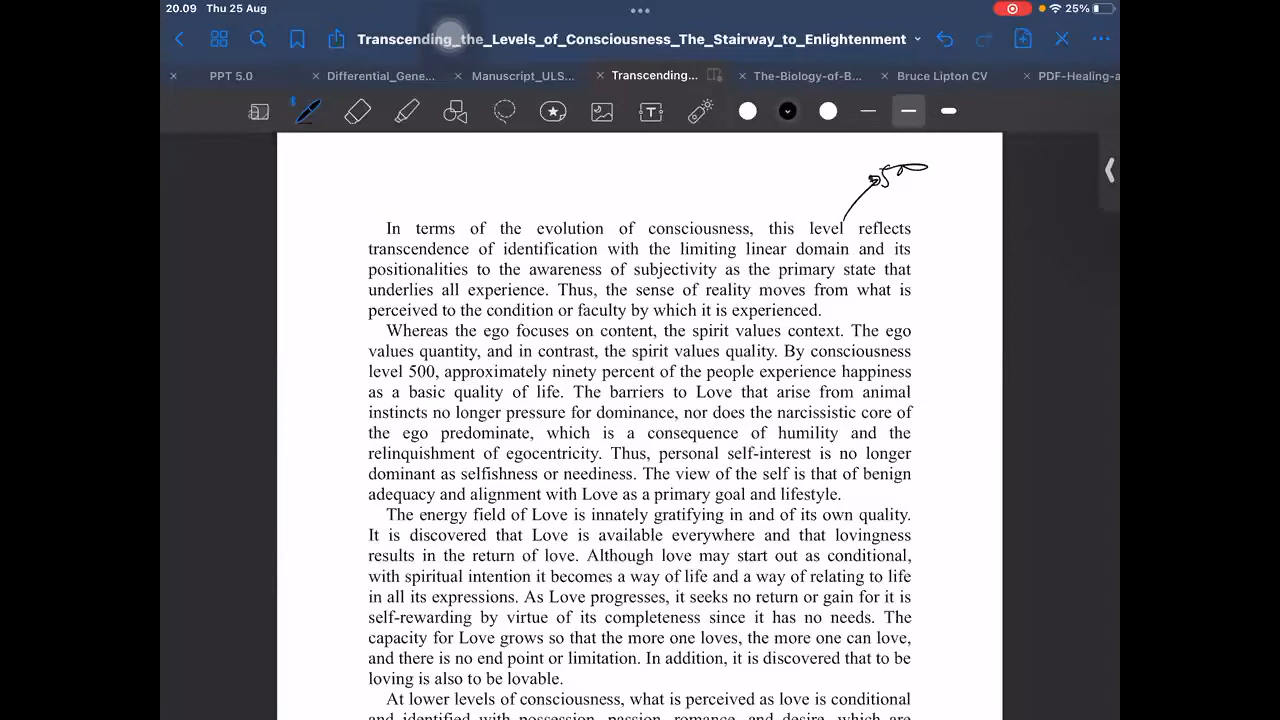 20.09 Thu 25 Aug
25%
Transcending_the_Levels_of_Consciousness_The_Stairway_to_Enlightenment
PPT 5.0
Differential_Gene...
Manuscript_ULS...
Transcending...
The-Biology-of-B...
Bruce Lipton CV
PDF-Healing-a
500
In terms of the evolution of consciousness, this level reflects
transcendence of identification with the limiting linear domain and its
positionalities to the awareness of subjectivity as the primary state that
underlies all experience. Thus, the sense of reality moves from what is
perceived to the condition or faculty by which it is experienced.
Whereas the ego focuses on content, the spirit values context. The ego
values quantity, and in contrast, the spirit values quality. By consciousness
level 500, approximately ninety percent of the people experience happiness
as a basic quality of life. The barriers to Love that arise from animal
instincts no longer pressure for dominance, nor does the narcissistic core of
the ego predominate, which is a consequence of humility and the
relinquishment of egocentricity. Thus, personal self-interest is no longer
dominant as selfishness or neediness. The view of the self is that of benign
adequacy and alignment with Love as a primary goal and lifestyle.
The energy field of Love is innately gratifying in and of its own quality.
It is discovered that Love is available everywhere and that lovingness
results in the return of love. Although love may start out as conditional,
with spiritual intention it becomes a way of life and a way of relating to life
in all its expressions. As Love progresses, it seeks no return or gain for it is
self-rewarding by virtue of its completeness since it has no needs. The
capacity for Love grows so that the more one loves, the more one can love,
and there is no end point or limitation. In addition, it is discovered that to be
loving is also to be lovable.
At lower levels of consciousness, what is perceived as love is conditional
and identified with possession, passion, romance, and desire, which are